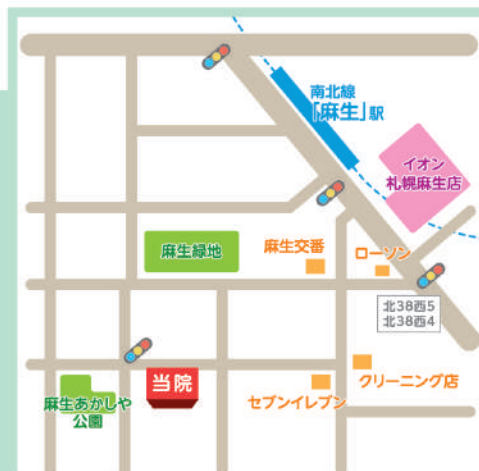 南北線
「麻生」駅
イオン
札幌麻生店
麻生緑地
麻生交番
ローソン
北38西5
北38西4
当院
麻生あかしや
公園
セブンイレブン
クリーニング店